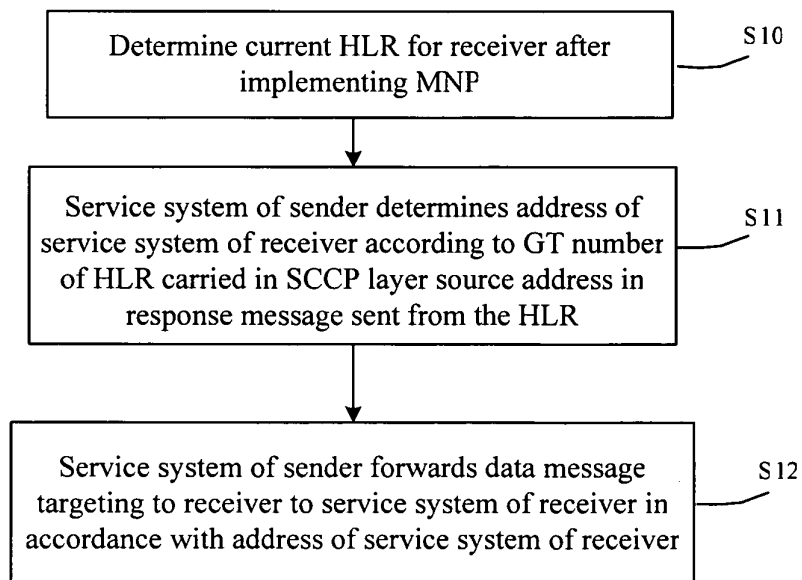 Determine current HLR for receiver after
implementing MNP
S10
Service system of sender determines address of
service system of receiver according to GT number
of HLR carried in SCCP layer source address in
response message sent from the HLR
S11
Service system of sender forwards data message
targeting to receiver to service system of receiver in
accordance with address of service system of receiver
S12